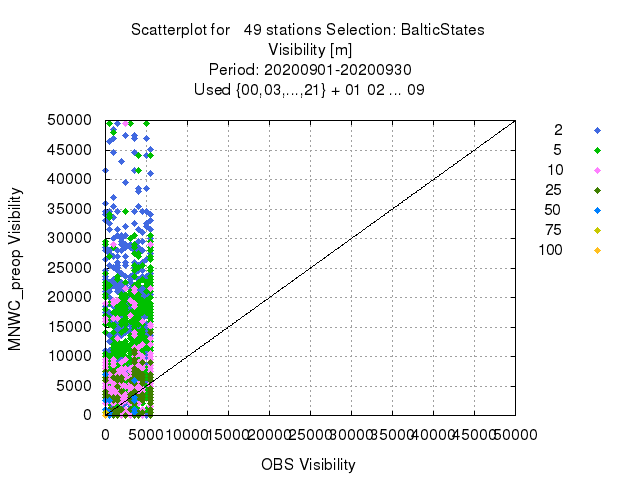 Scatterplot for 49 stations Selection: BalticStates
Visibility [m]
Period: 20200901-20200930
Used {00,03,...,21} + 01 02 ... 09
MNWC_preop Visibility
50000
45000
40000
35000
30000
25000
20000
15000
10000
5000
0
0 5000 10000 15000 20000 25000 30000 35000 40000 45000 50000
OBS Visibility
2
5
10
25
50
75
100